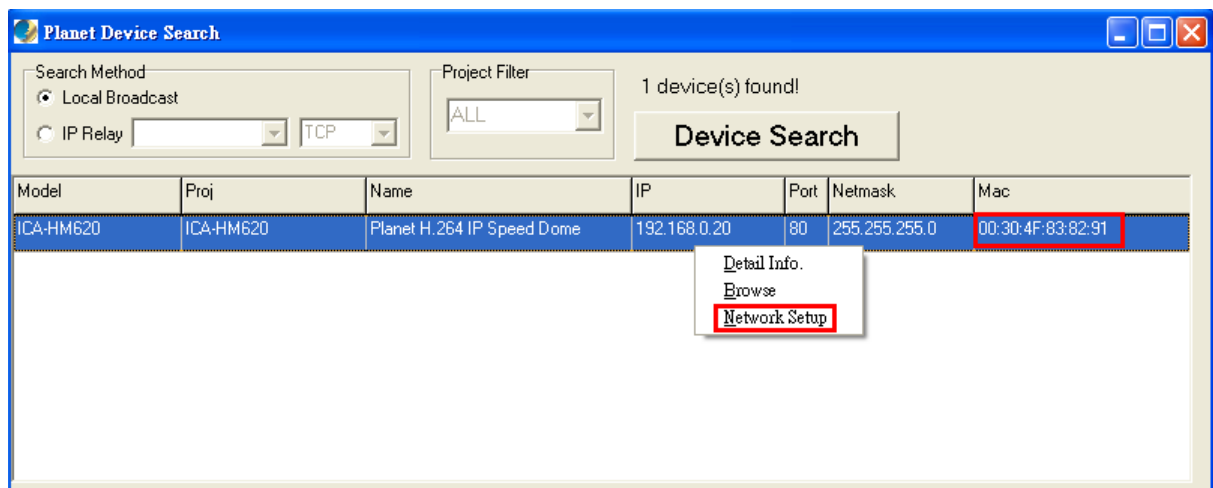 Planet Device Search
Search Method
Local Broadcast
IP Relay TCP
Project Filter
ALL
1 device(s) found!
Device Search
Model Proj Name IP Port Netmask Mac
ICA-HM620 ICA-HM620 Planet H.264 IP Speed Dome 192.168.0.20 80 255.255.255.0 00:30:4F:83:82:91
Detail Info.
Browse
Network Setup